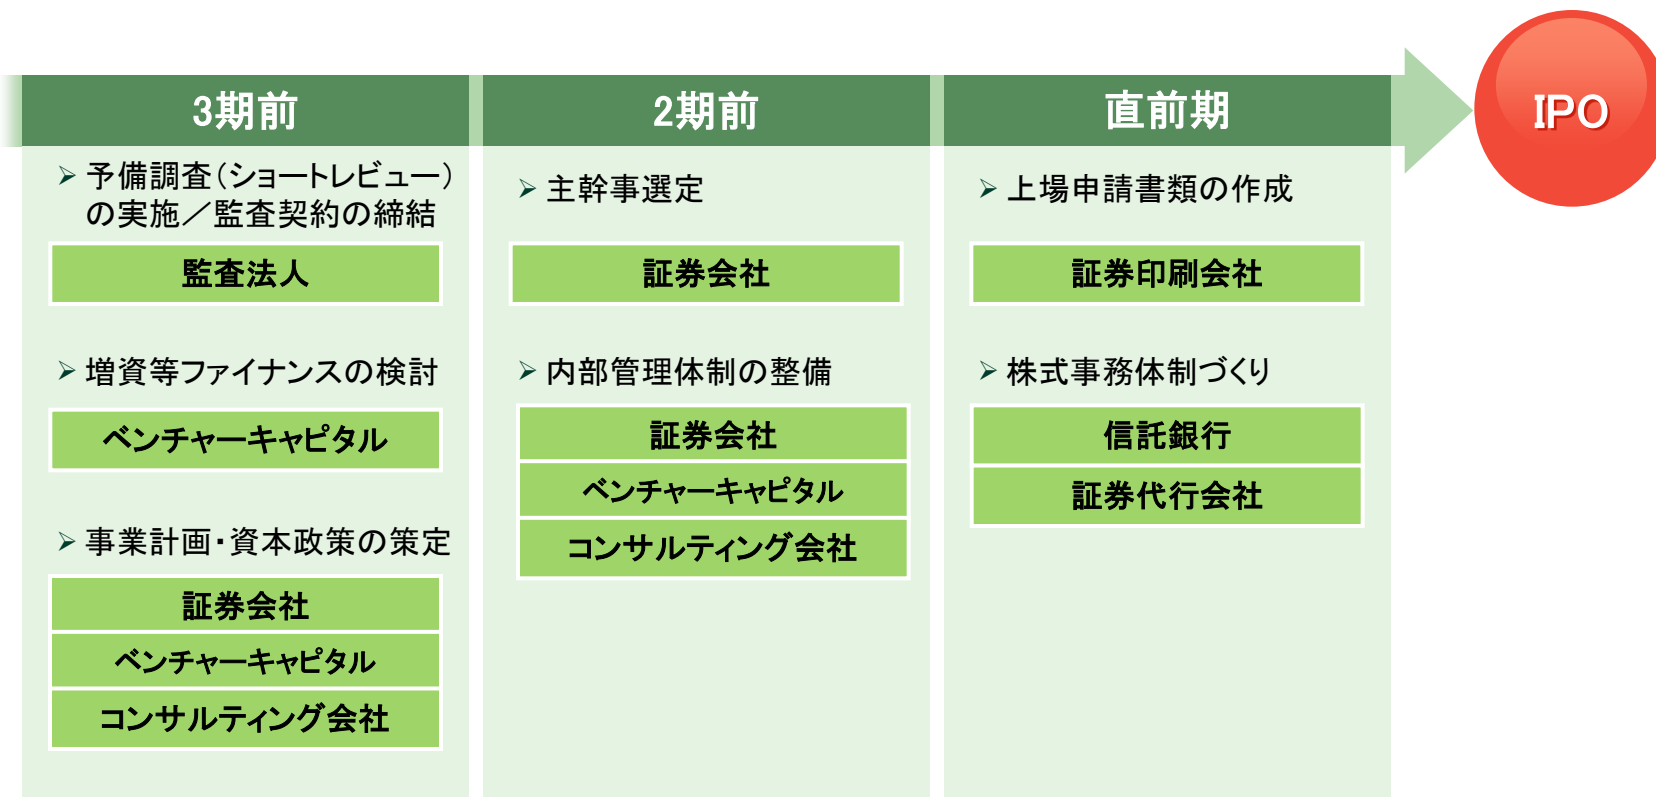 3期前
予備調査(ショートレビュー)
の実施／監査契約の締結
監査法人
増資等ファイナンスの検討
ベンチャーキャピタル
事業計画・資本政策の策定
証券会社
ベンチャーキャピタル
コンサルティング会社
2期前
主幹事選定
証券会社
内部管理体制の整備
証券会社
ベンチャーキャピタル
コンサルティング会社
直前期
上場申請書類の作成
証券印刷会社
株式事務体制づくり
信託銀行
証券代行会社
IPO